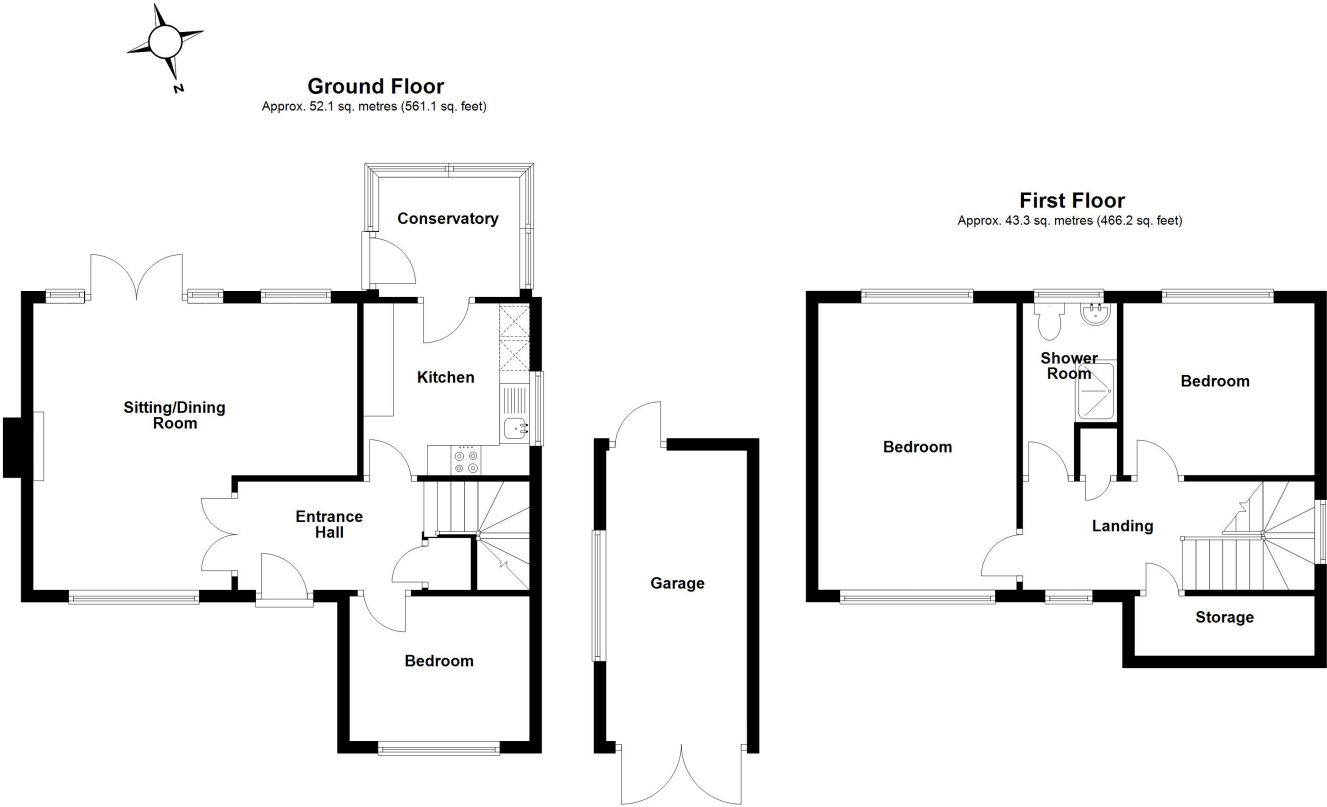 N
Ground Floor
Approx. 52.1 sq. metres (561.1 sq. feet)
Conservatory
Kitchen
Sitting/Dining
Room
Entrance
Hall
Bedroom
Garage
First Floor
Approx. 43.3 sq. metres (466.2 sq. feet)
Shower
Room
Bedroom
Bedroom
Landing
Storage